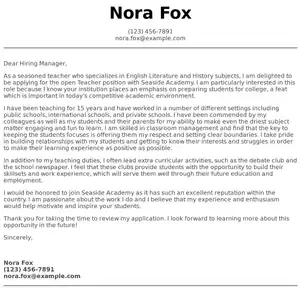 Nora Fox
(123) 456-7891
nora.fox@example.com
Dear Hiring Manager,
As a seasoned teacher who specializes in English Literature and History subjects, I am delighted to
be applying for the open Teacher position with Seaside Academy. I am particularly interested in this
role because I know your institution places an emphasis on preparing students for college, a feat
which is important in today's competitive academic environment.
I have been teaching for 15 years and have worked in a number of different settings including
public schools, international schools, and private schools. I have been commended by my
colleagues as well as my students and their parents for my ability to make even the driest subject
matter engaging and fun to learn. I am skilled in classroom management and find that the key to
keeping the students focuses is offering them my respect and setting clear boundaries. I take pride
in building relationships with my students and getting to know their interests and struggles in order
to make their learning experience as positive as possible.
In addition to my teaching duties, I often lead extra curricular activities, such as the debate club and
the school newspaper. I feel that these clubs provide students with the opportunity to build their
skillsets and work experience, which will serve them well through their future education and
employment.
I would be honored to join Seaside Academy as it has such an excellent reputation within the
country. I am passionate about the work I do and I believe that my experience and enthusiasm
would help motivate and inspire your students.
Thank you for taking the time to review my application. I look forward to learning more about this
opportunity in the future!
Sincerely,
Nora Fox
(123) 456-7891
nora.fox@example.com